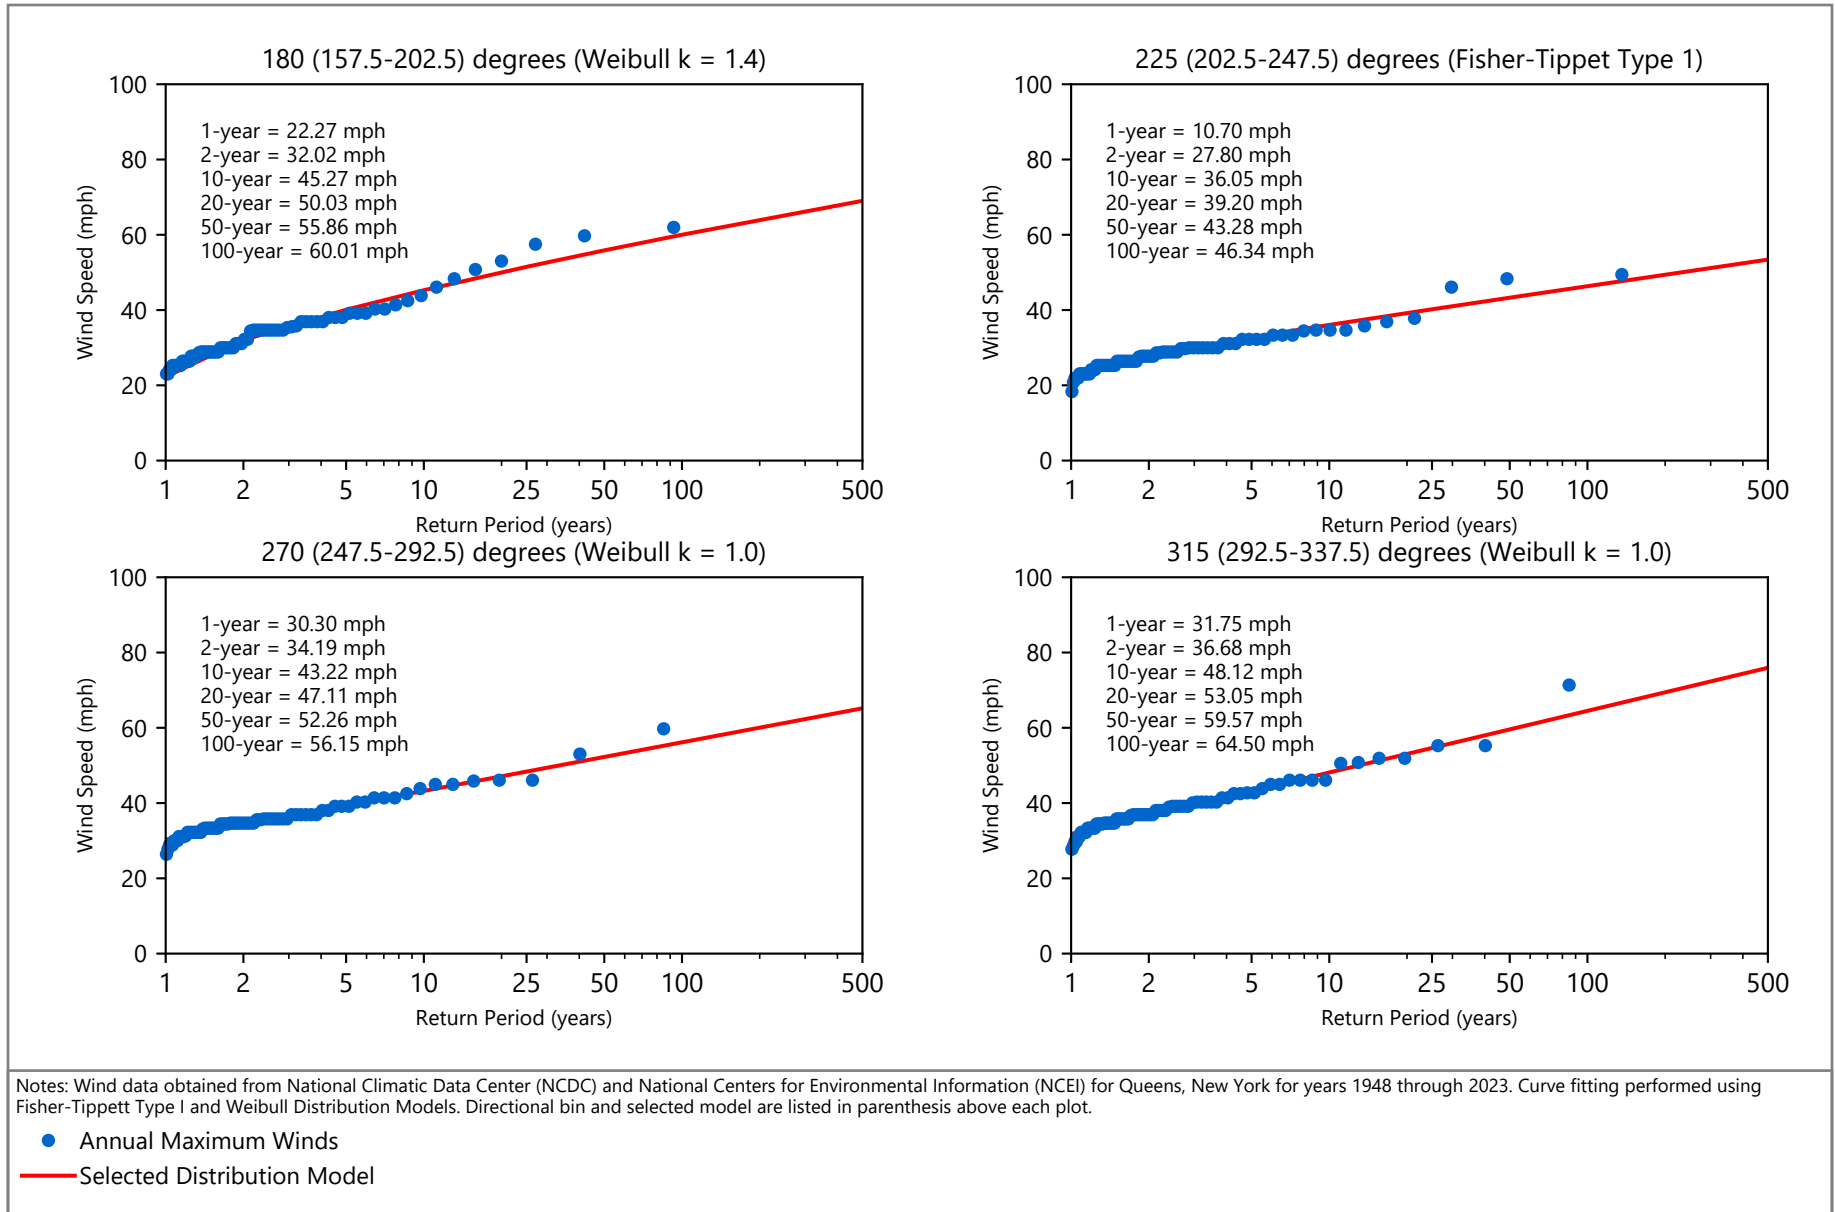 180 (157.5-202.5) degrees (Weibull k = 1.4)
100
80
60
40
20
0
Wind Speed (mph)
1-year = 22.27 mph
2-year = 32.02 mph
10-year = 45.27 mph
20-year = 50.03 mph
50-year = 55.86 mph
100-year = 60.01 mph
1 2 5 10 25 50 100 500
Return Period (years)
225 (202.5-247.5) degrees (Fisher-Tippet Type 1)
100
80
60
40
20
0
Wind Speed (mph)
1-year = 10.70 mph
2-year = 27.80 mph
10-year = 36.05 mph
20-year = 39.20 mph
50-year = 43.28 mph
100-year = 46.34 mph
1 2 5 10 25 50 100 500
Return Period (years)
270 (247.5-292.5) degrees (Weibull k = 1.0)
100
80
60
40
20
0
Wind Speed (mph)
1-year = 30.30 mph
2-year = 34.19 mph
10-year = 43.22 mph
20-year = 47.11 mph
50-year = 52.26 mph
100-year = 56.15 mph
1 2 5 10 25 50 100 500
Return Period (years)
315 (292.5-337.5) degrees (Weibull k = 1.0)
100
80
60
40
20
0
Wind Speed (mph)
1-year = 31.75 mph
2-year = 36.68 mph
10-year = 48.12 mph
20-year = 53.05 mph
50-year = 59.57 mph
100-year = 64.50 mph
1 2 5 10 25 50 100 500
Return Period (years)
Notes: Wind data obtained from National Climatic Data Center (NCDC) and National Centers for Environmental Information (NCEI) for Queens, New York for years 1948 through 2023. Curve fitting performed using
Fisher-Tippett Type I and Weibull Distribution Models. Directional bin and selected model are listed in parenthesis above each plot.
Annual Maximum Winds
Selected Distribution Model